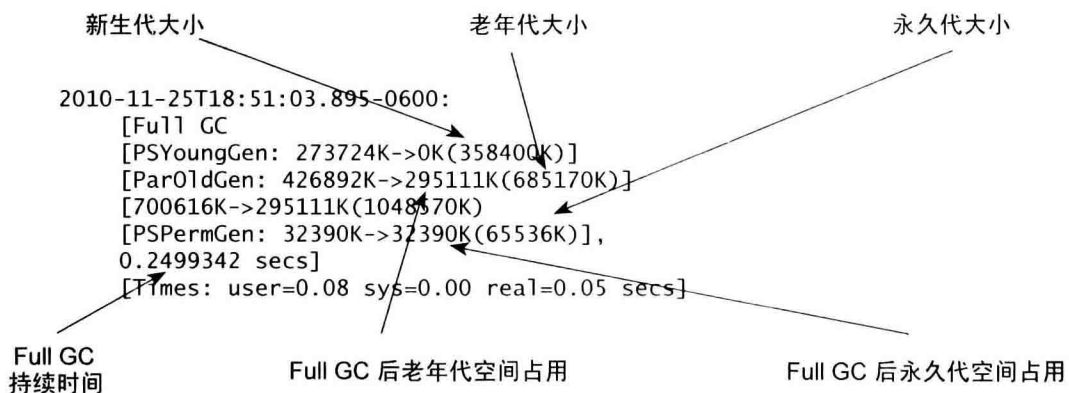 新生代大小
老年代大小
永久代大小
2010-11-25T18:51:03.895-0600:
[Full GC
[PSYoungGen: 273724K->0K(358400K)]
[ParOldGen: 426892K->295111K(685170K)]
[700616K->295111K(1048570K)
[PSPermGen: 32390K->32390K(65536K)],
0.2499342 secs]
[Times: user=0.08 sys=0.00 real=0.05 secs]
Full GC
持续时间
Full GC 后老年代空间占用
Full GC 后永久代空间占用